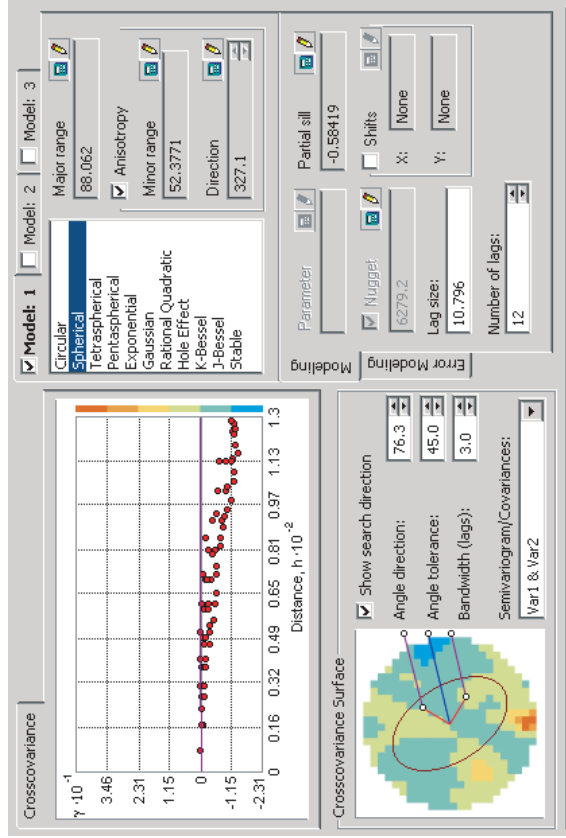 Crosscovariance
γ·10 -1
3.46
2.31
1.15
0
-1.15
-2.31
0
0.16
0.32
0.49
0.65
0.81
0.97
1.13
1.3
Distance, h·10 -2
Model: 1
Model: 2
Model: 3
Circular
Spherical
Tetraspherical
Pentaspherical
Exponential
Gaussian
Rational Quadratic
Hole Effect
K-Bessel
J-Bessel
Stable
Major range
88.062
Anisotropy
Minor range
52.3771
Direction
327.1
Crosscovariance Surface
Show search direction
Angle direction:
76.3
Angle tolerance:
45.0
Bandwidth (lags):
3.0
Semivariogram/Covariances:
Var1 & Var2
Modeling
Error Modeling
Parameter
Partial sill
-0.58419
Nugget
6279.2
Shifts
X:
None
Y:
None
Lag size:
10.796
Number of lags:
12